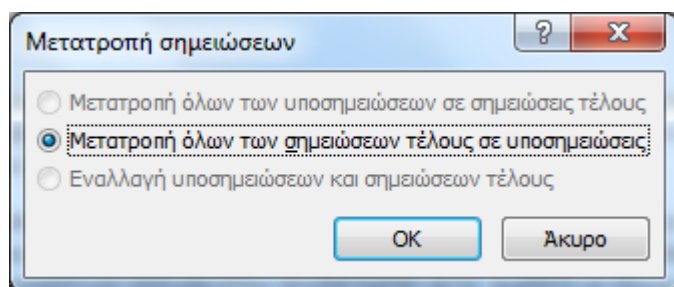 Μετατροπή σημειώσεων
Μετατροπή όλων των υποσημειώσεων σε σημειώσεις τέλους
Μετατροπή όλων των σημειώσεων τέλους σε υποσημειώσεις
Εναλλαγή υποσημειώσεων και σημειώσεων τέλους
OK Άκυρο